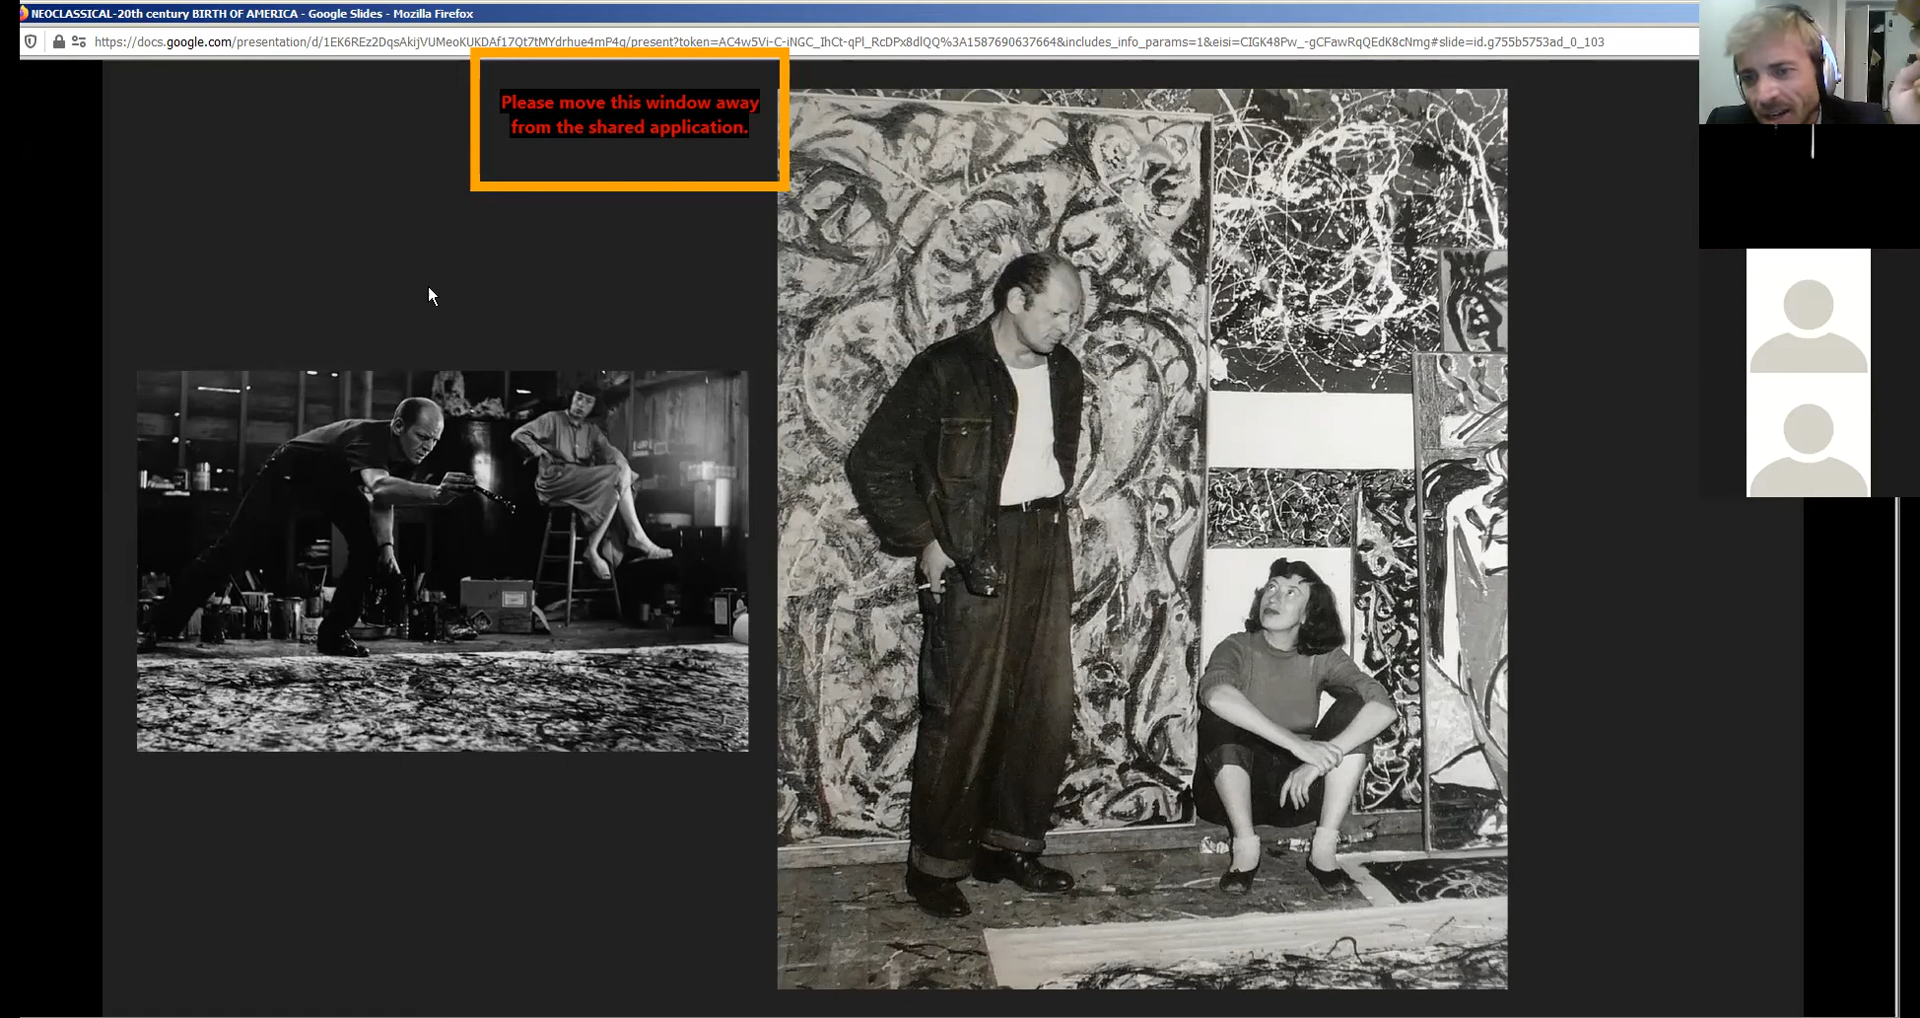 NEOCLASSICAL-20th century BIRTH OF AMERICA - Google Slides - Mozilla Firefox
https://docs.google.com/presentation/d/1EK6REz2DqsAkijVUMeoKUKDAf17Qt7tMYdrhue4mP4g/present?token=AC4w5Vi-C-iNGC_IhCt-qPl_RcDPx8dlQQ%3A1587690637664&includes_info_params=1&eisi=CIGK48Pw_-gCFawRqQEdK8cNmg#slide=id.g755b5753ad_0_103
Please move this window away
from the shared application.